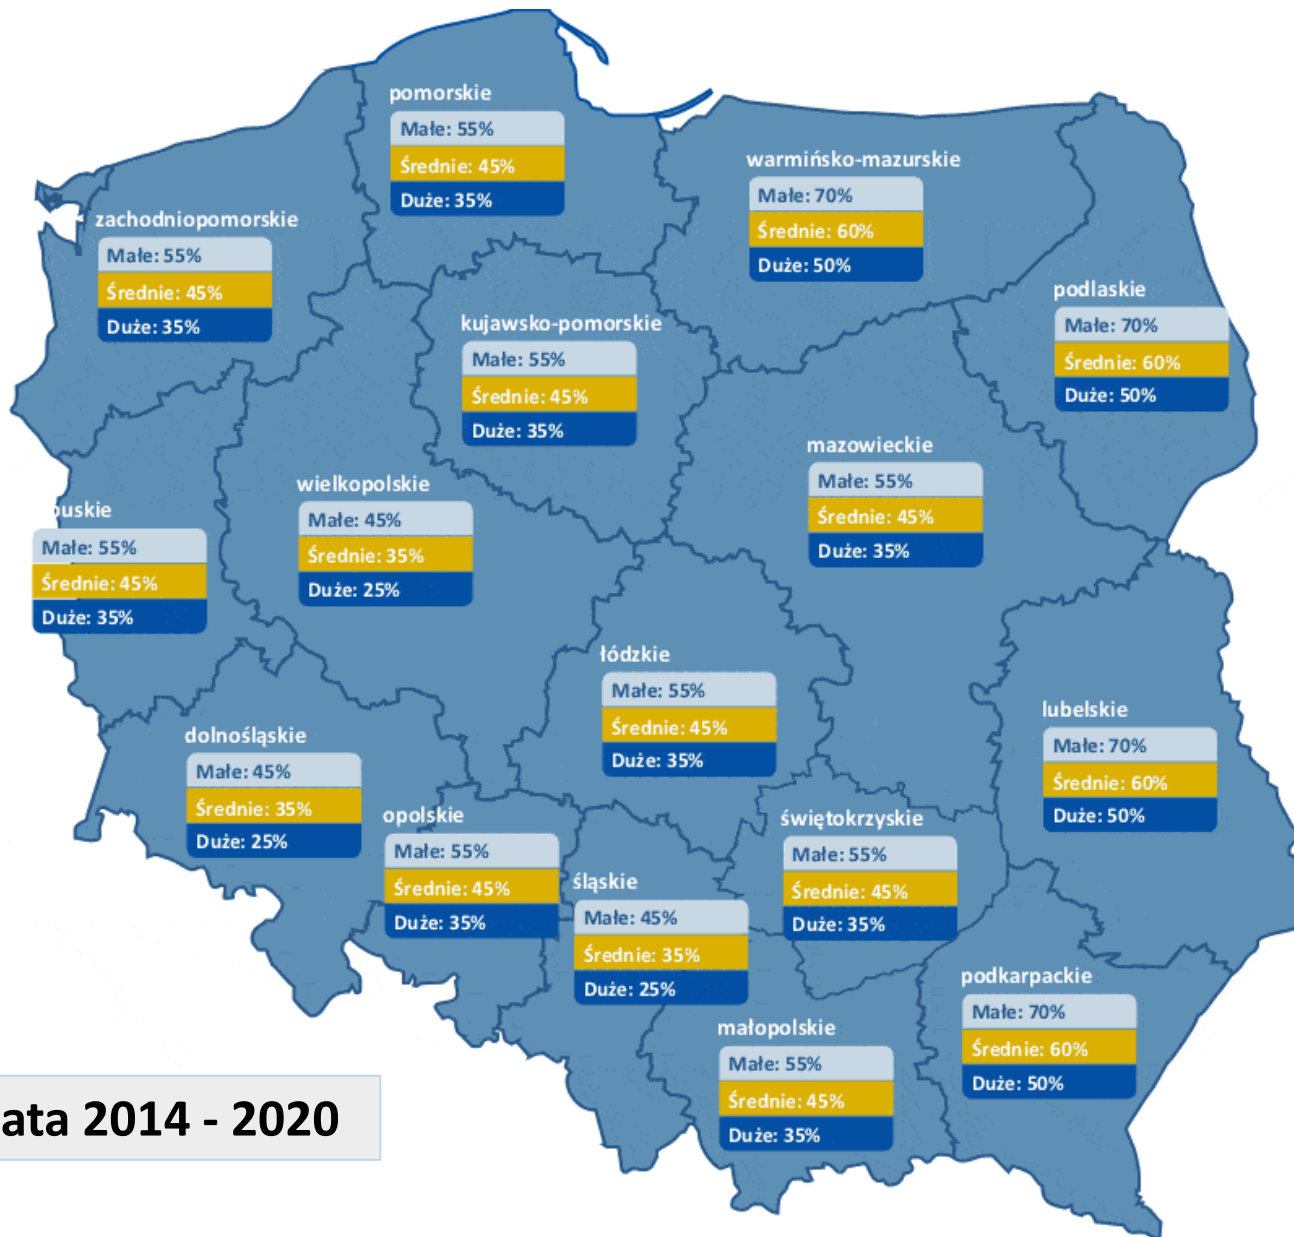 pomorskie
Małe: 55%
Średnie: 45%
Duże: 35%
warmińsko-mazurskie
Małe: 70%
Średnie: 60%
Duże: 50%
zachodniopomorskie
Małe: 55%
Średnie: 45%
Duże: 35%
podlaskie
Małe: 70%
Średnie: 60%
Duże: 50%
kujawsko-pomorskie
Małe: 55%
Średnie: 45%
Duże: 35%
mazowieckie
Małe: 55%
Średnie: 45%
Duże: 35%
wielkopolskie
Małe: 45%
Średnie: 35%
Duże: 25%
uskie
Małe: 55%
Średnie: 45%
Duże: 35%
łódzkie
Małe: 55%
Średnie: 45%
Duże: 35%
lubelskie
Małe: 70%
Średnie: 60%
Duże: 50%
dolnośląskie
Małe: 45%
Średnie: 35%
Duże: 25%
opolskie
Małe: 55%
Średnie: 45%
Duże: 35%
świętokrzyskie
Małe: 55%
Średnie: 45%
Duże: 35%
śląskie
Małe: 45%
Średnie: 35%
Duże: 25%
podkarpackie
Małe: 70%
Średnie: 60%
Duże: 50%
małopolskie
Małe: 55%
Średnie: 45%
Duże: 35%
ata 2014 - 2020